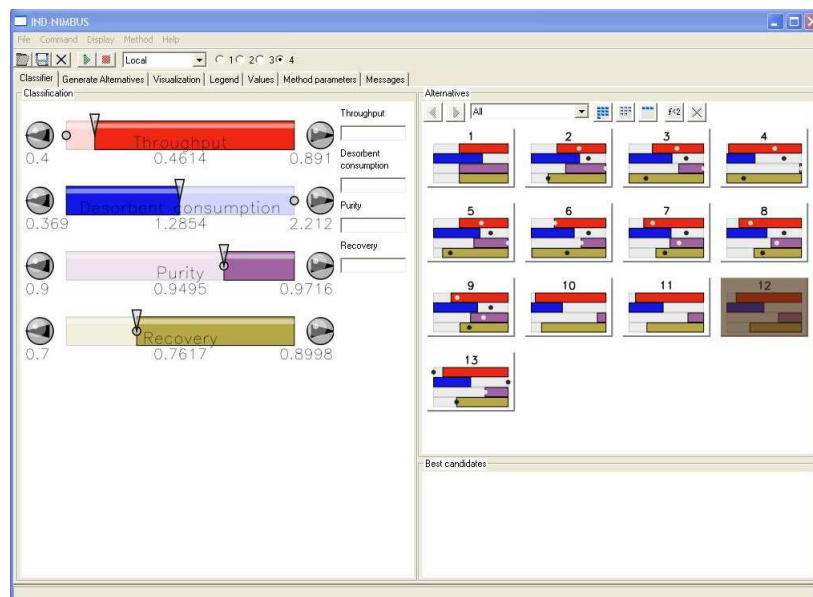 IND-NIMBUS
File Command Display Method Help
Local 1 2 3 4
Classifier Generate Alternatives Visualization Legend Values Method parameters Messages
Classification
Throughput
0.4 0.4614 0.891
Desorbent consumption
0.369 1.2854 2.212
Purity
0.9 0.9495 0.9716
Recovery
0.7 0.7617 0.8998
Throughput
Desorbent
consumption
Purity
Recovery
Alternatives
All f<2
1 2 3 4
5 6 7 8
9 10 11 12
13
Best candidates